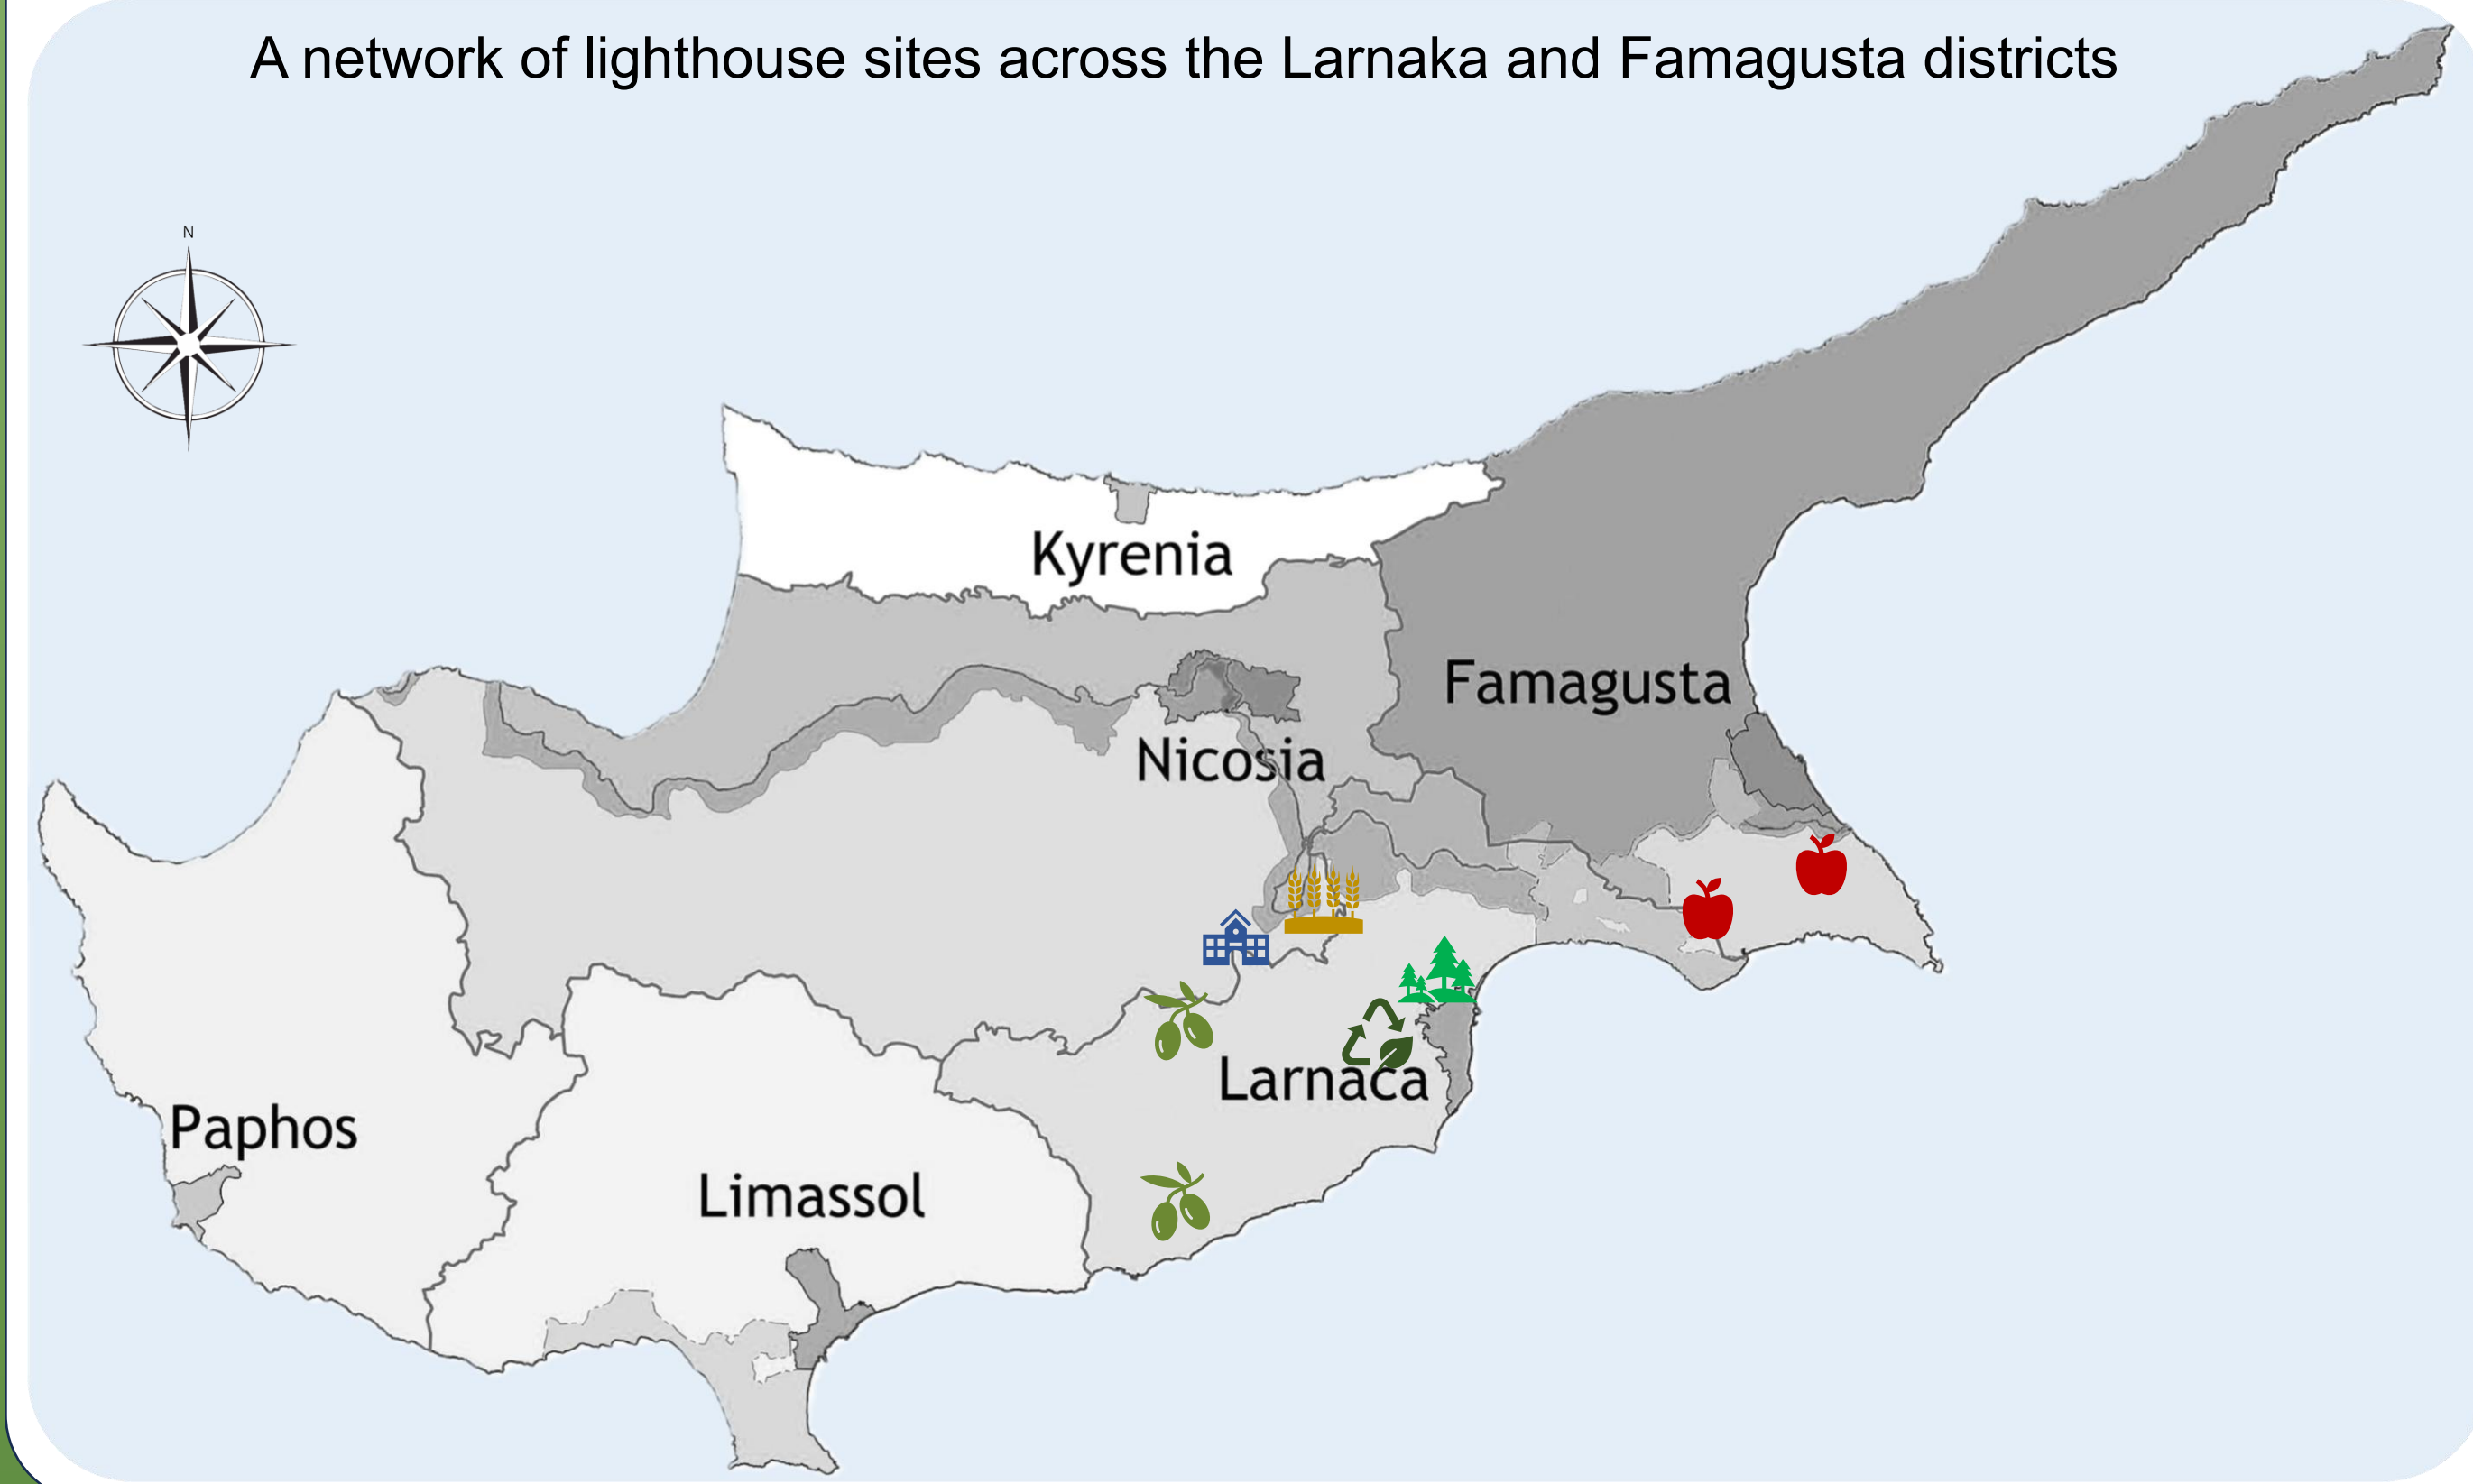 A network of lighthouse sites across the Larnaka and Famagusta districts
N
Kyrenia
Famagusta
Nicosia
Larnaca
Paphos
Limassol